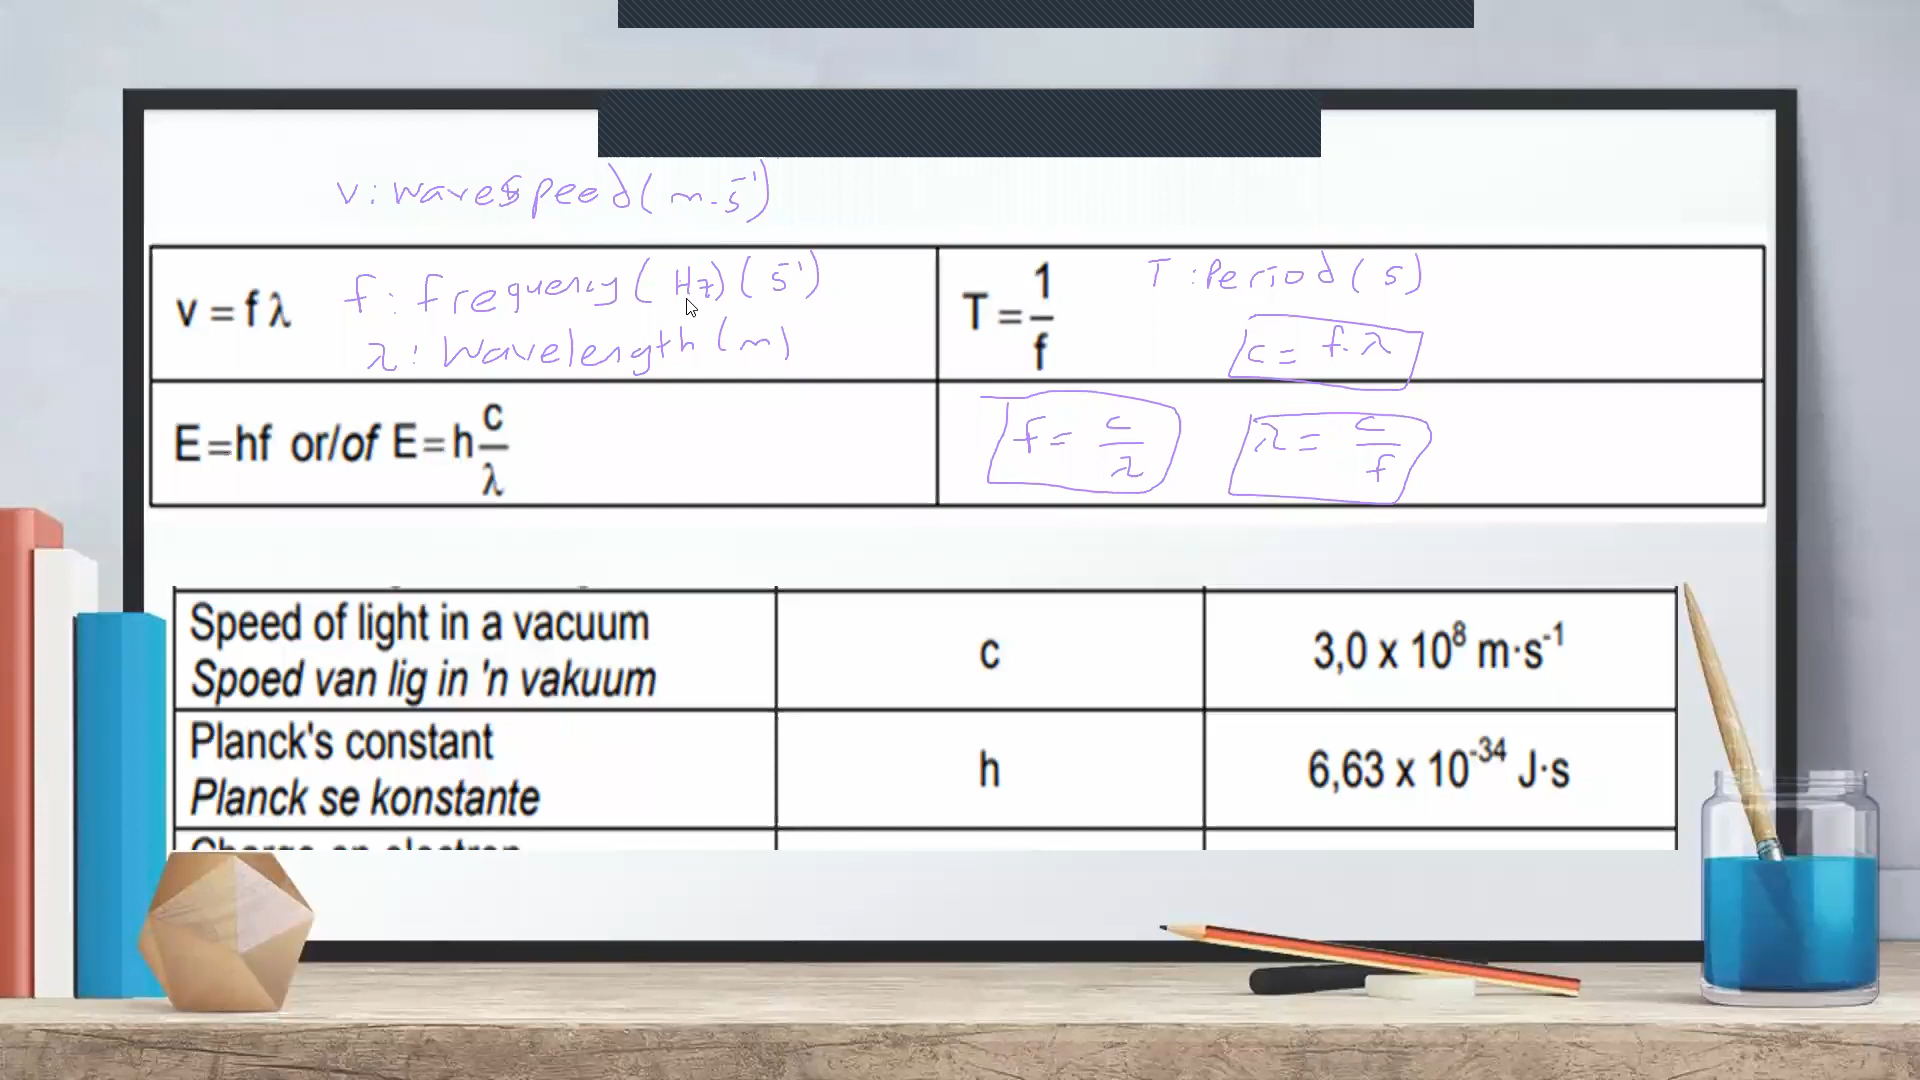 v: wavespeed (m.s⁻¹)
v = f λ
f: frequency (Hz) (s⁻¹)
λ: Wavelength (m)
T = 1/f
T: Period (s)
c = f. λ
E=hf or/of E=h c/λ
f = c/λ
λ = c/f
Speed of light in a vacuum
Spoed van lig in 'n vakuum
c
3,0 x 10⁸ m·s⁻¹
Planck's constant
Planck se konstante
h
6,63 x 10⁻³⁴ J·s